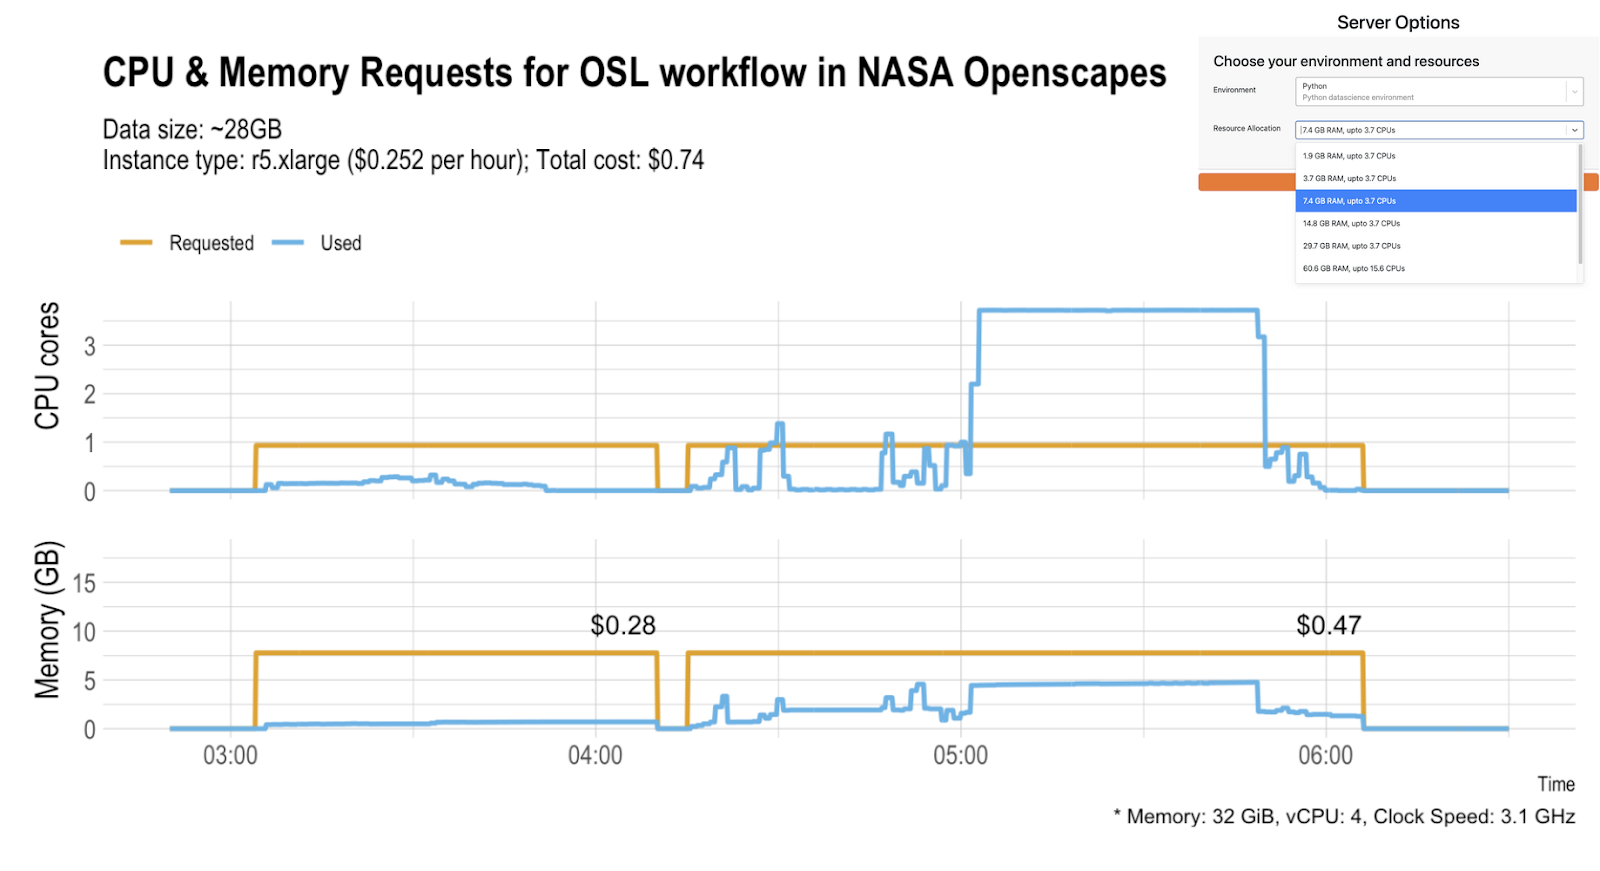 Server Options
Choose your environment and resources
Environment
Python
Python datascience environment
Resource Allocation
7.4 GB RAM, upto 3.7 CPUs
1.9 GB RAM, upto 3.7 CPUs
3.7 GB RAM, upto 3.7 CPUs
7.4 GB RAM, upto 3.7 CPUs
14.8 GB RAM, upto 3.7 CPUs
29.7 GB RAM, upto 3.7 CPUs
60.6 GB RAM, upto 15.6 CPUs
CPU & Memory Requests for OSL workflow in NASA Openscapes
Data size: ~28GB
Instance type: r5.xlarge ($0.252 per hour); Total cost: $0.74
Requested Used
CPU cores
3
2
1
0
Memory (GB)
15
10
5
0
$0.28 $0.47
03:00 04:00 05:00 06:00
Time
* Memory: 32 GiB, vCPU: 4, Clock Speed: 3.1 GHz